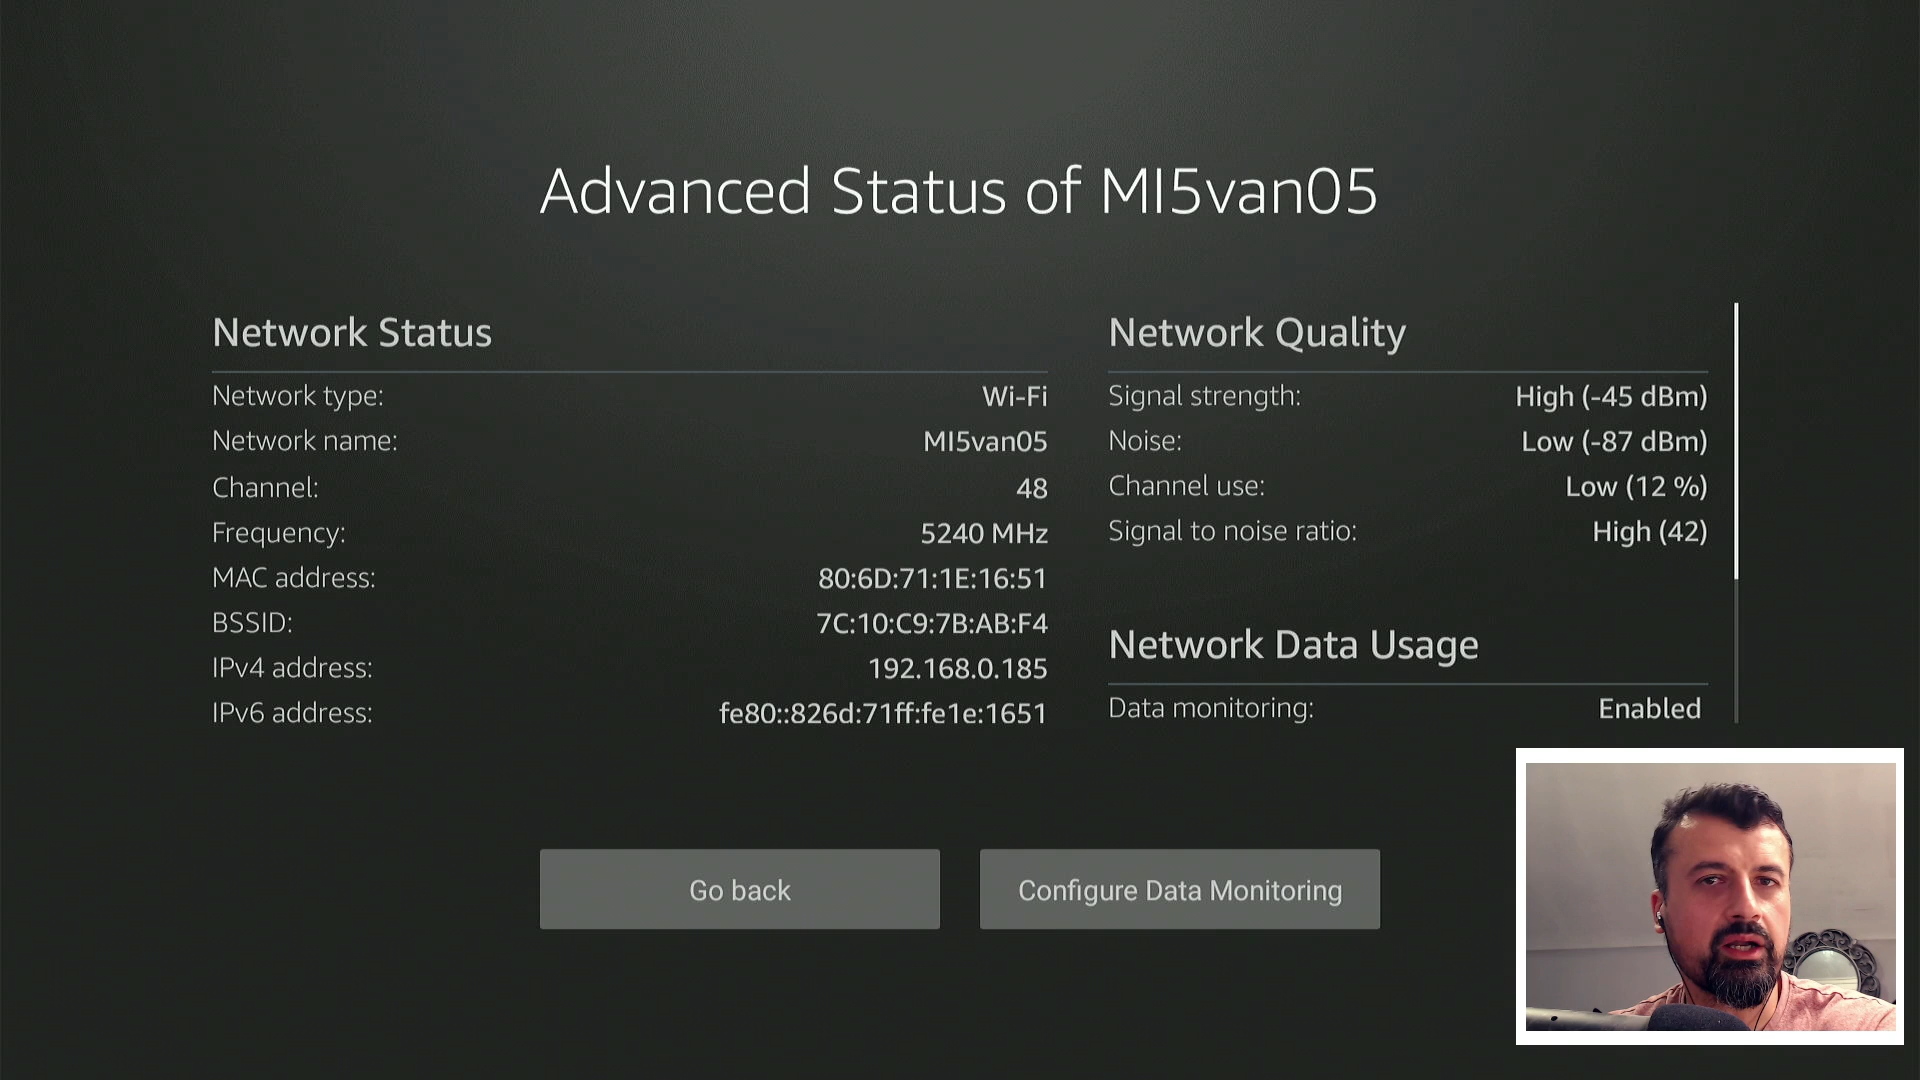 Advanced Status of MI5van05
Network Status
Network type: Wi-Fi
Network name: MI5van05
Channel: 48
Frequency: 5240 MHz
MAC address: 80:6D:71:1E:16:51
BSSID: 7C:10:C9:7B:AB:F4
IPv4 address: 192.168.0.185
IPv6 address: fe80::826d:71ff:fe1e:1651
Network Quality
Signal strength: High (-45 dBm)
Noise: Low (-87 dBm)
Channel use: Low (12 %)
Signal to noise ratio: High (42)
Network Data Usage
Data monitoring: Enabled
Go back
Configure Data Monitoring